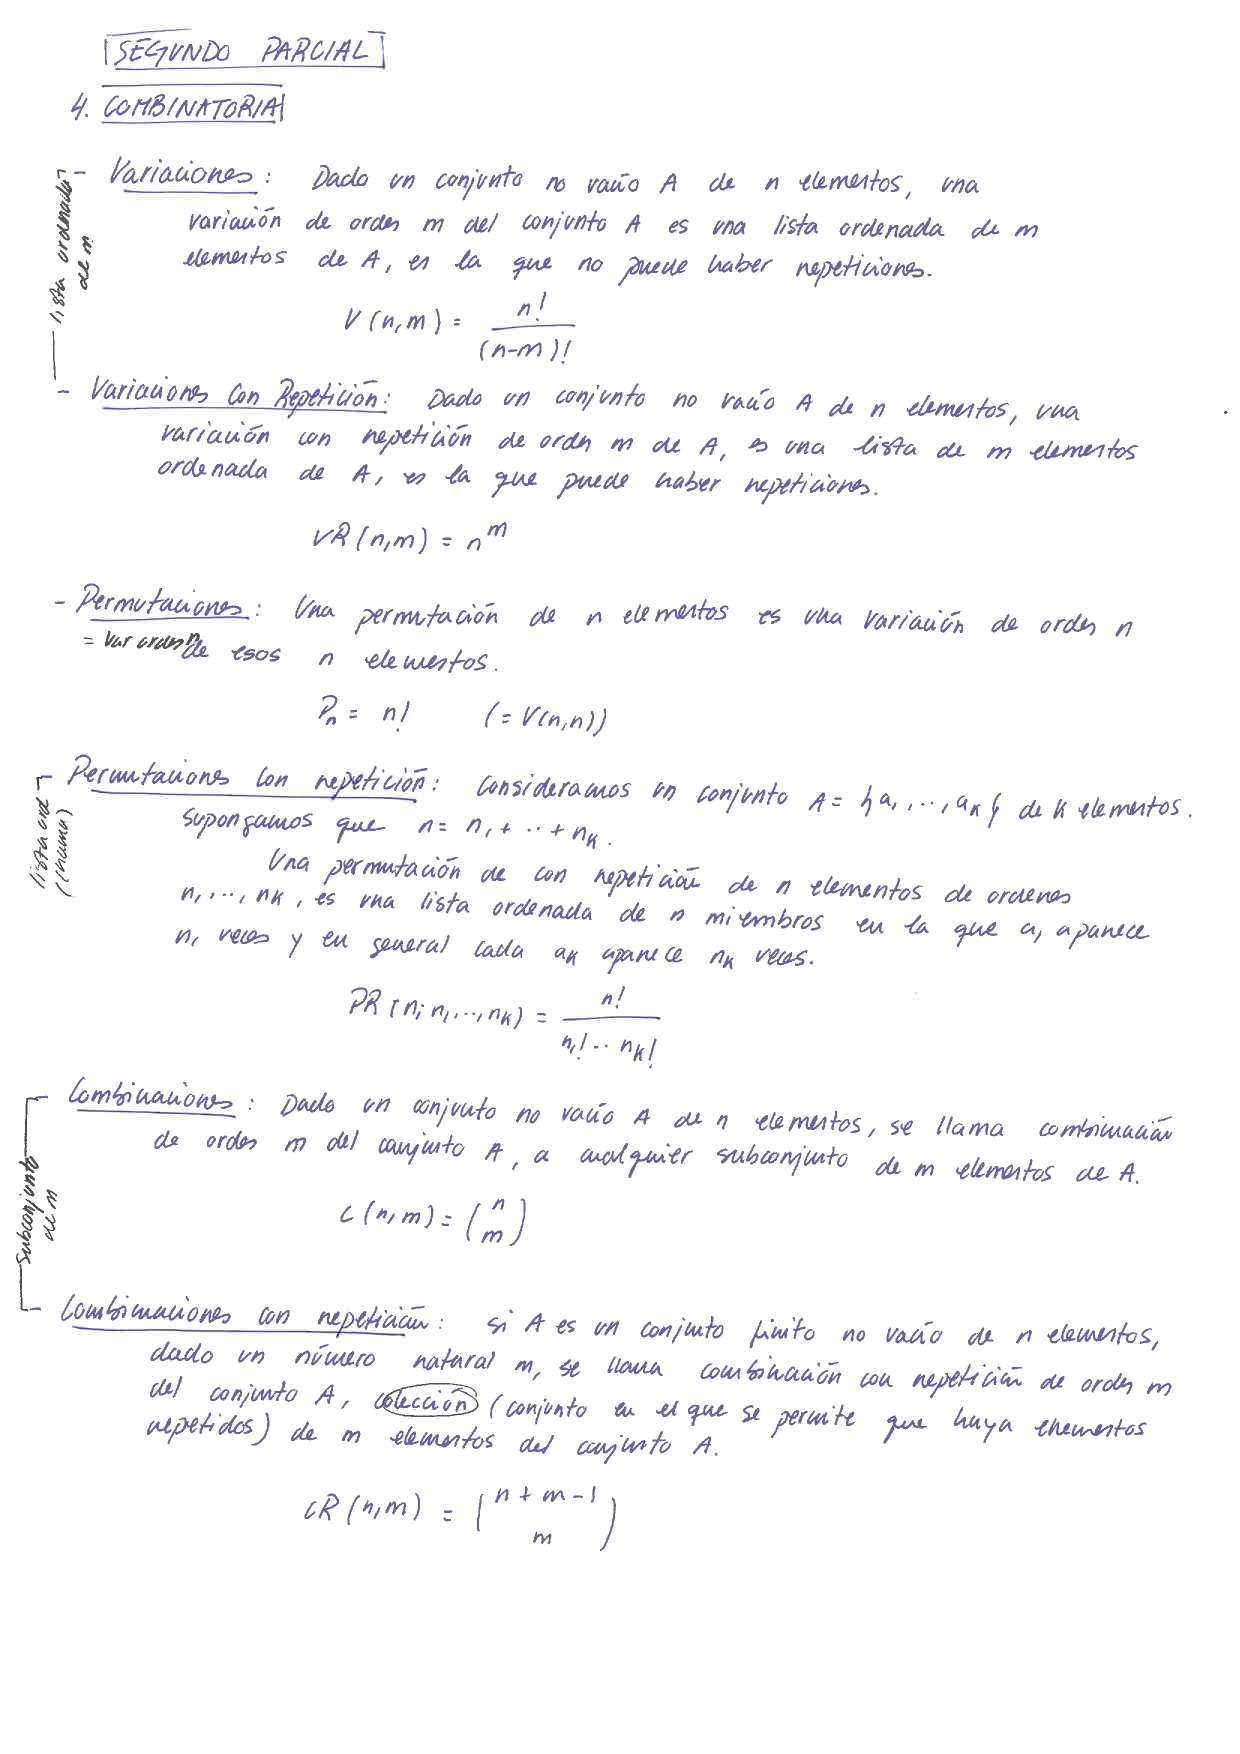 SEGUNDO PARCIAL
4. COMBINATORIA
- Variaciones: Dado un conjunto no vacío A de n elementos, una
variación de orden m del conjunto A es una lista ordenada de m
elementos de A, en la que no puede haber repeticiones.
V(n,m) = n! / (n-m)!
lista ordenada
de m
- Variaciones Con Repetición: Dado un conjunto no vacío A de n elementos, una
variación con repetición de orden m de A, es una lista de m elementos
ordenada de A, en la que puede haber repeticiones.
VR(n,m) = n^m
- Permutaciones: Una permutación de n elementos es una variación de orden n
= Var orden n
de esos n elementos.
P_n = n! (= V(n,n))
- Permutaciones con repetición: Consideramos un conjunto A = {a_1,..,a_K} de K elementos.
Supongamos que n = n_1 + .. + n_K.
Una permutación de con repetición de n elementos de ordenes
n_1,..,n_K, es una lista ordenada de n miembros en la que a_1 aparece
n_1 veces y en general cada a_K aparece n_K veces.
PR(n; n_1,..,n_K) = n! / n_1! .. n_K!
lista ord
- Combinaciones: Dado un conjunto no vacío A de n elementos, se llama combinación
de orden m del conjunto A, a cualquier subconjunto de m elementos de A.
C(n,m) = (n m)
Subconjunto
de m
- Combinaciones con repetición: Si A es un conjunto finito no vacío de n elementos,
dado un número natural m, se llama combinación con repetición de orden m
del conjunto A, colección (conjunto en el que se permite que haya elementos
repetidos) de m elementos del conjunto A.
CR(n,m) = (n+m-1 m)